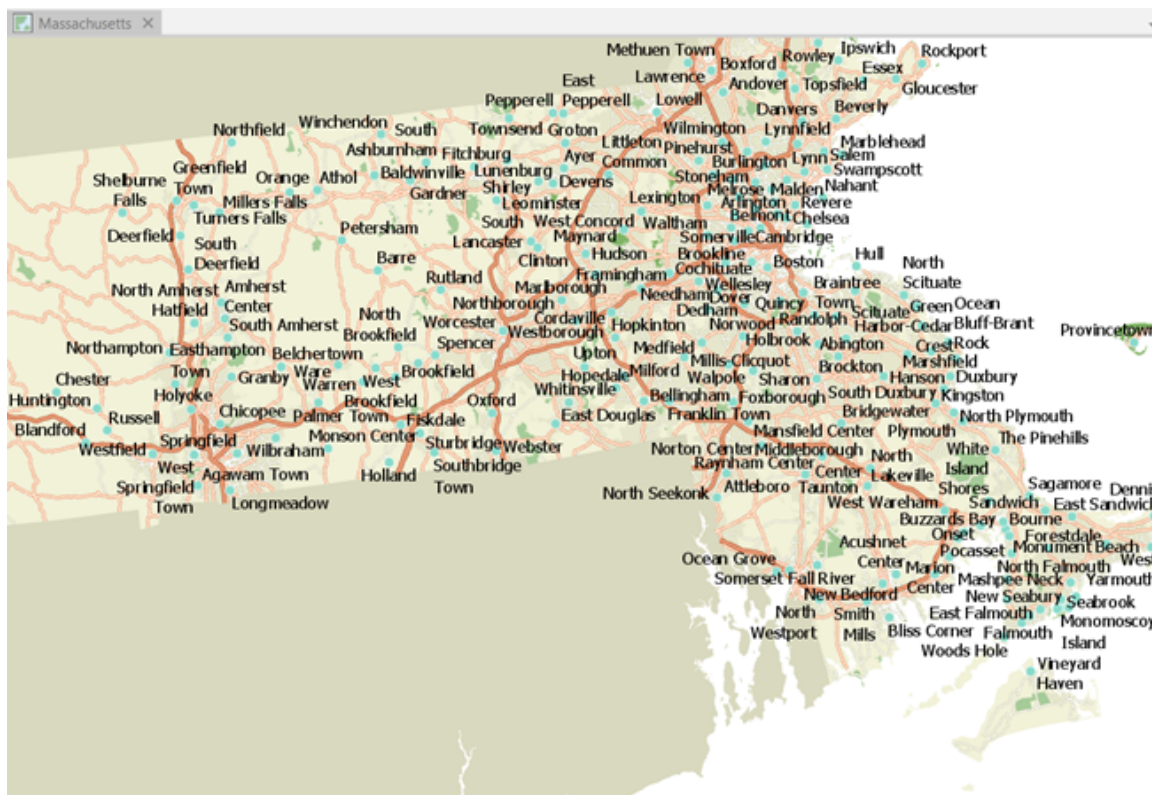 Massachusetts
Methuen Town
Rowley
Ipswich
Rockport
Boxford
Essex
Lawrence
Andover
Topsfield
Gloucester
East
Pepperell
Pepperell
Lowell
Danvers
Beverly
Winchendon
South
Ashburnham
Townsend
Groton
Wilmington
Lynnfield
Northfield
Littleton
Common
Pinehurst
Marblehead
Fitchburg
Ayer
Burlington
Lynn
Salem
Greenfield
Town
Orange
Athol
Baldwinville
Lunenburg
Devens
Stoneham
Swampscott
Shelburne
Falls
Millers Falls
Gardner
Shirley
Leominster
Lexington
Melrose
Malden
Nahant
Turners Falls
Arlington
Revere
Deerfield
South
Deerfield
Petersham
South
Lancaster
West Concord
Waltham
Belmont
Chelsea
Maynard
Somerville
Cambridge
Barre
Clinton
Hudson
Brookline
Boston
Hull
North
Scituate
North Amherst
Amherst
Center
Rutland
Framingham
Cochituate
Wellesley
Braintree
Town
Hatfield
Marlborough
Northborough
Needham
Dover
Quincy
Scituate
South Amherst
North
Brookfield
Worcester
Cordaville
Hopkinton
Dedham
Norwood
Randolph
Green
Harbor-Cedar
Crest
Ocean
Bluff-Brant
Rock
Provincetown
Northampton
Easthampton
Town
Belchertown
Spencer
Westborough
Medfield
Holbrook
Abington
Marshfield
Chester
Granby
Ware
Warren
West
Brookfield
Brookfield
Upton
Hopedale
Milford
Millis-Clicquot
Walpole
Sharon
Brockton
Hanson
Duxbury
Huntington
Russell
Holyoke
Whitinsville
Bellingham
Foxborough
South Duxbury
Kingston
Blandford
Chicopee
Palmer Town
Fiskdale
Oxford
East Douglas
Franklin Town
Bridgewater
North Plymouth
Westfield
Springfield
Wilbraham
Monson Center
Sturbridge
Webster
Mansfield Center
Plymouth
The Pinehills
West
Springfield
Town
Agawam Town
Holland
Southbridge
Town
Norton Center
Middleborough
Center
White
Island
Shores
Longmeadow
Raynham Center
North
Lakeville
Sagamore
North Seekonk
Attleboro
Taunton
West Wareham
Sandwich
East Sandwich
Denni
Buzzards Bay
Bourne
Acushnet
Center
Onset
Forestdale
Ocean Grove
Pocasset
Monument Beach
West
Somerset
Fall River
Marion
Center
North Falmouth
Mashpee Neck
Yarmouth
New Bedford
New Seabury
Seabrook
North
Westport
Smith
Mills
East Falmouth
Monomoscoy
Island
Bliss Corner
Falmouth
Woods Hole
Vineyard
Haven